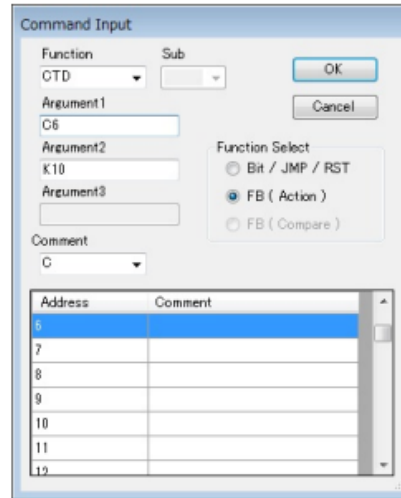 Command Input
Function Sub
CTD
OK
Argument1
Cancel
C6
Argument2
Function Select
K10
Bit / JMP / RST
Argument3
FB ( Action )
FB ( Compare )
Comment
C
Address Comment
6
7
8
9
10
11
12